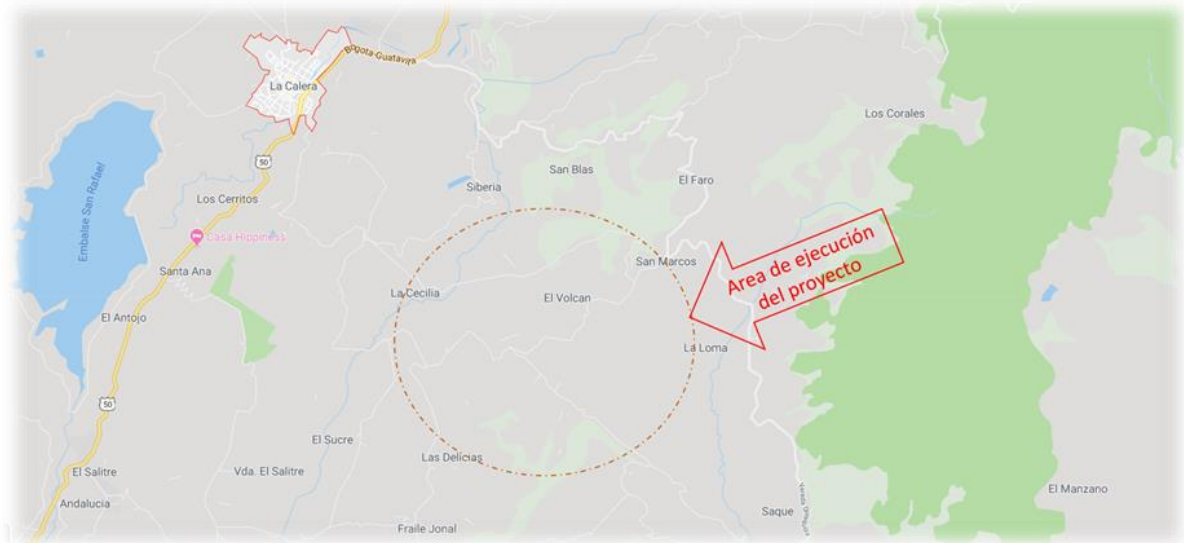 Bogota-Guatavita
La Calera
Los Corales
50
San Blas
El Faro
Siberia
Los Cerritos
Embalse San Rafael
Casa Hippiness
Area de ejecución
del proyecto
San Marcos
Santa Ana
La Cecilia
El Volcan
El Antojo
La Loma
50
El Sucre
Las Delicias
El Salitre
Vda. El Salitre
El Manzano
Andalucia
Saque
Fraile Jonal